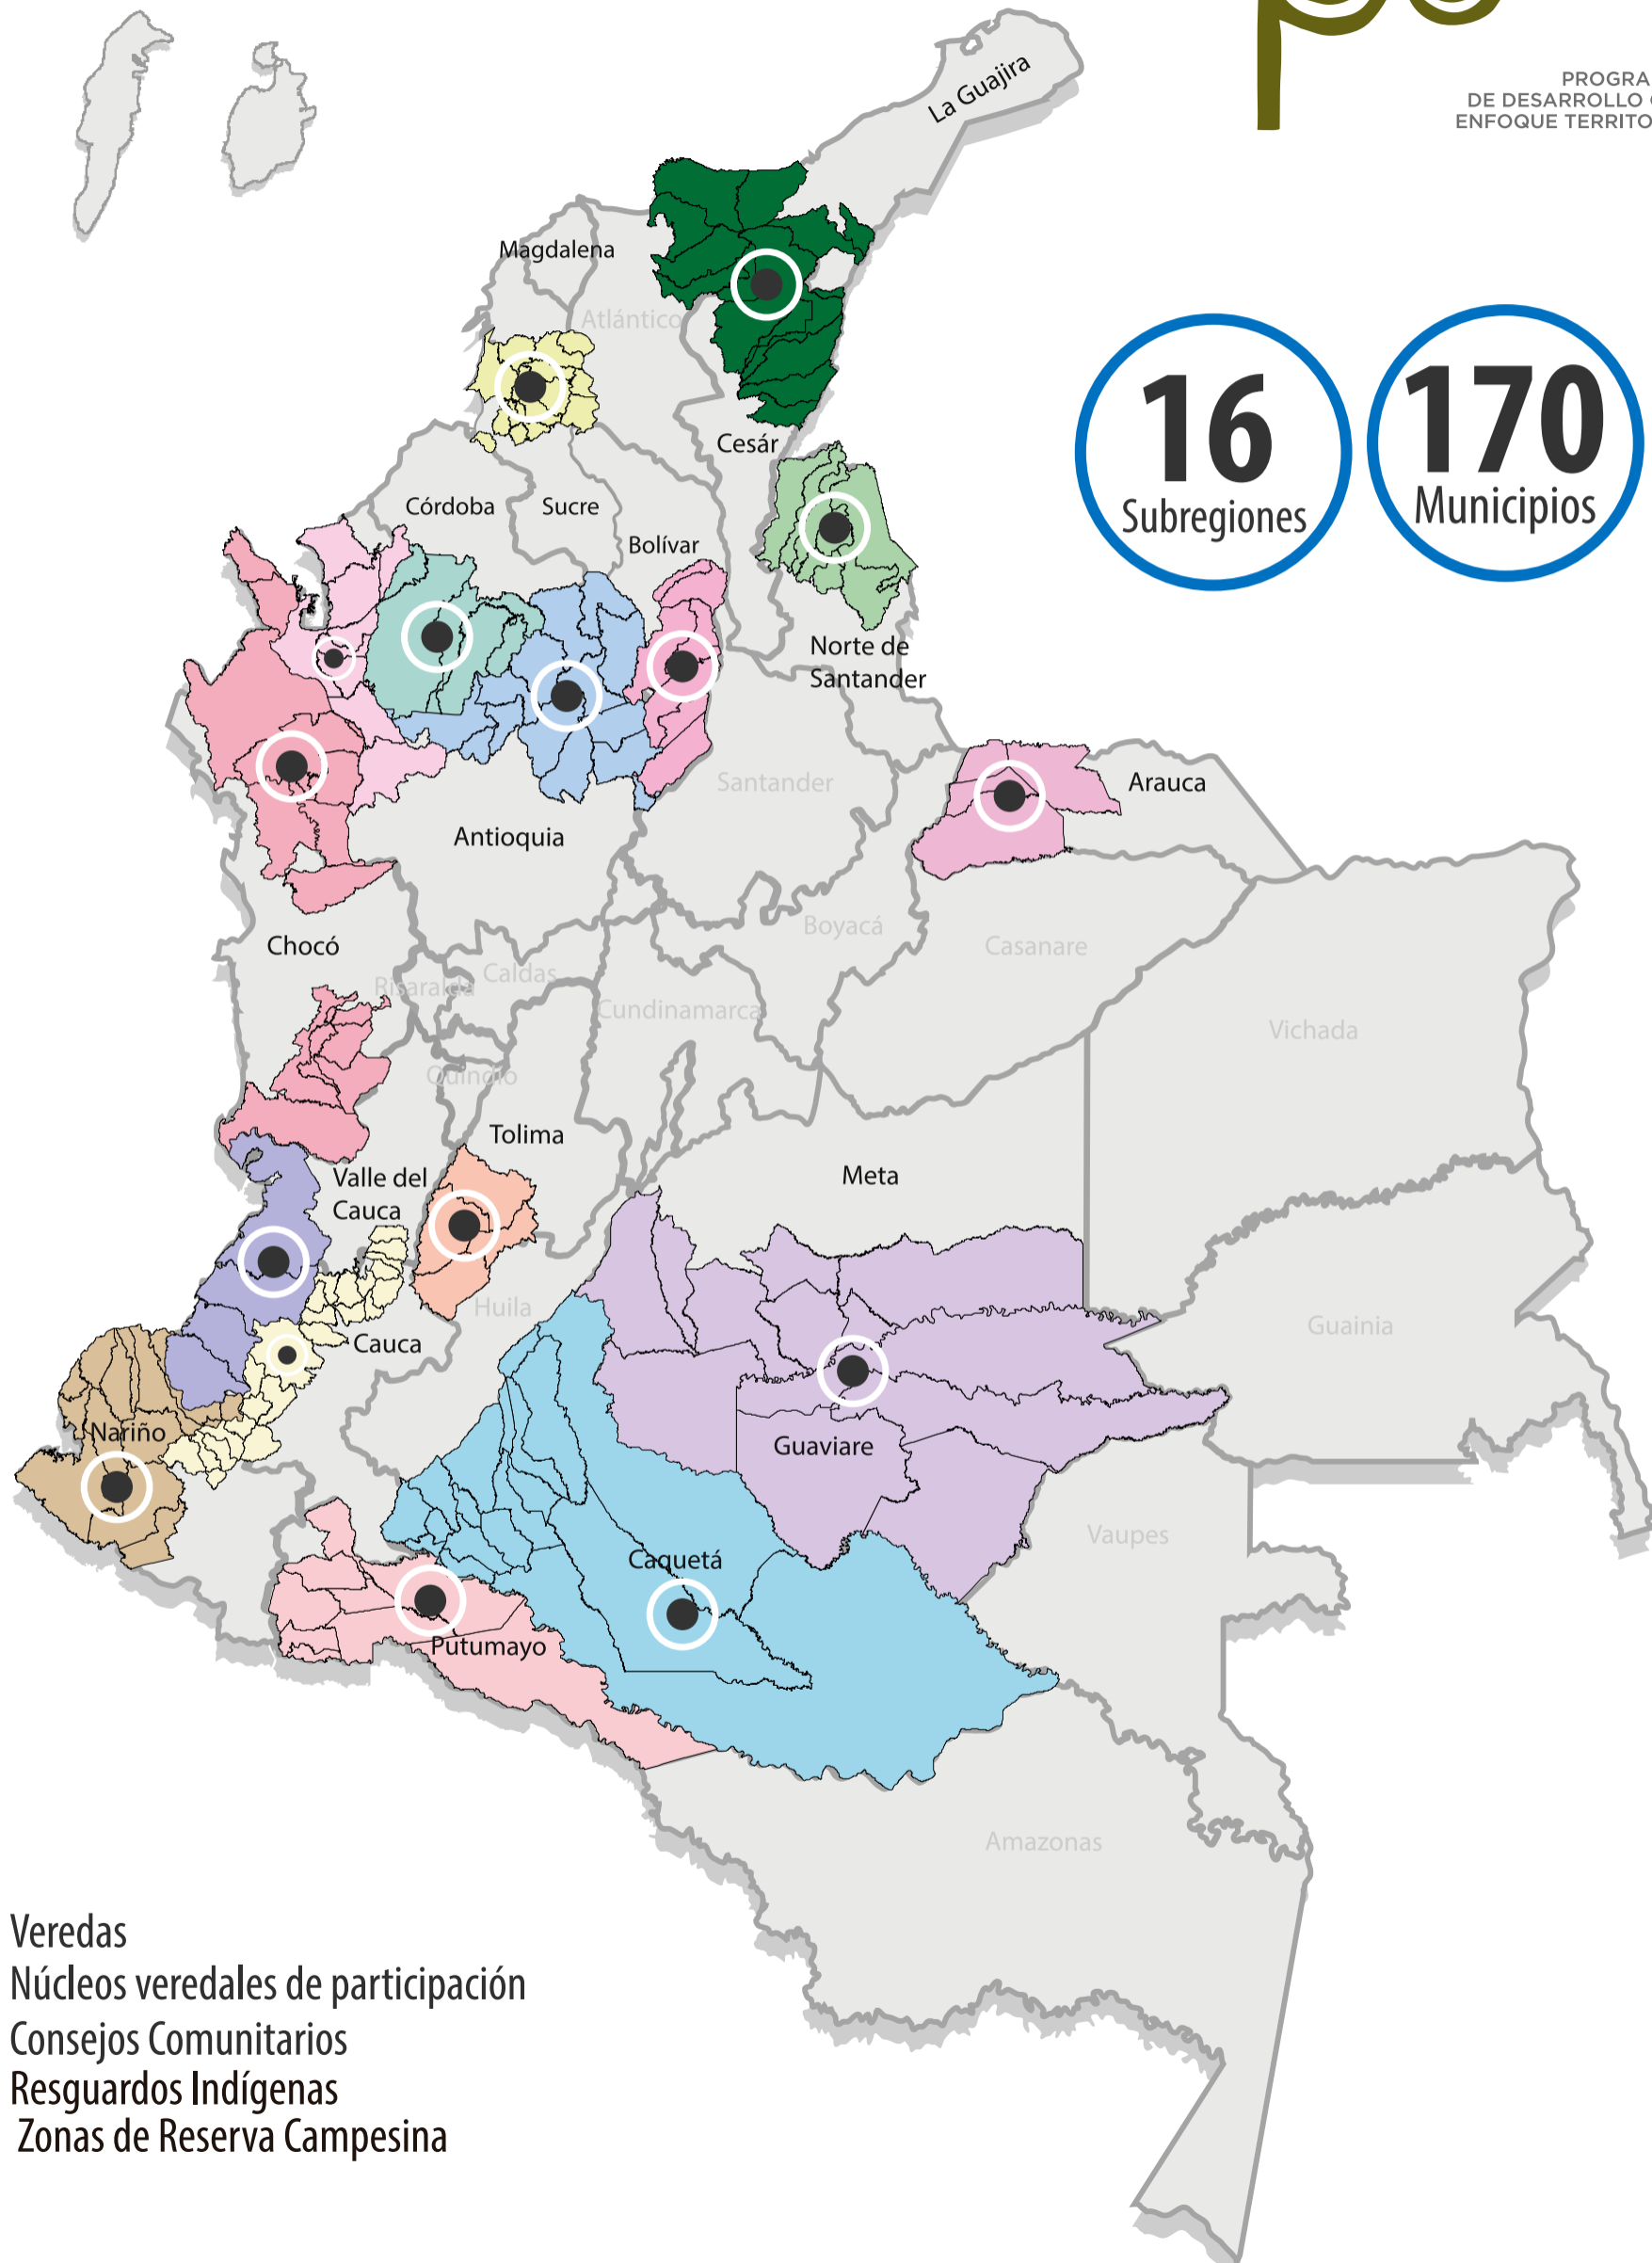 PROGRA
DE DESARROLLO
ENFOQUE TERRITO
La Guajira
Magdalena
Atlántico
16
Subregiones
170
Municipios
Cesár
Córdoba
Sucre
Bolívar
Norte de
Santander
Santander
Arauca
Antioquia
Boyacá
Casanare
Chocó
Risaralda
Caldas
Cundinamarca
Vichada
Quindio
Tolima
Valle del
Cauca
Meta
Huila
Guainia
Cauca
Nariño
Guaviare
Vaupes
Caquetá
Putumayo
Amazonas
Veredas
Núcleos veredales de participación
Consejos Comunitarios
Resguardos Indígenas
Zonas de Reserva Campesina